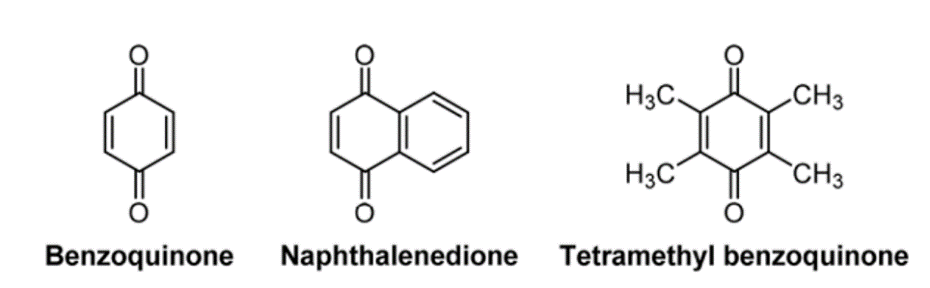 O O O
H₃C CH₃
H₃C CH₃
O O O
Benzoquinone Naphthalenedione Tetramethyl benzoquinone